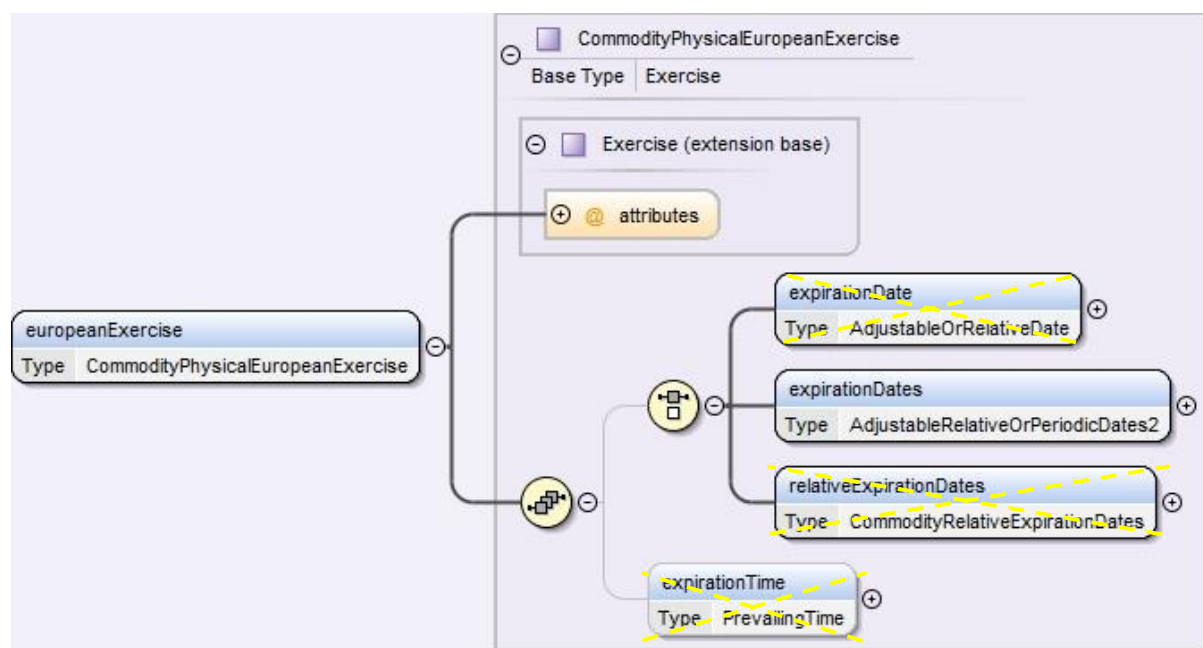 CommodityPhysicalEuropeanExercise
Base Type Exercise
Exercise (extension base)
@ attributes
europeanExercise
Type CommodityPhysicalEuropeanExercise
expirationDate
Type AdjustableOrRelativeDate
expirationDates
Type AdjustableRelativeOrPeriodicDates2
relativeExpirationDates
Type CommodityRelativeExpirationDates
expirationTime
Type PrevailingTime